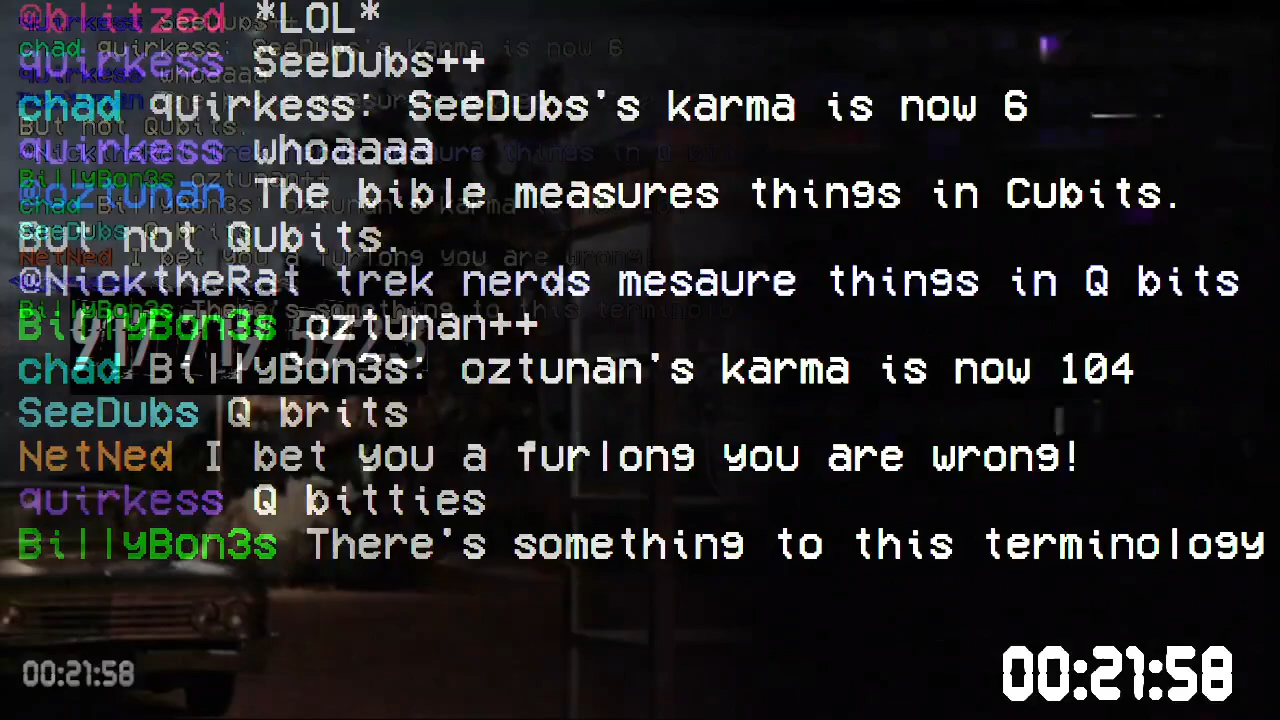 @blitzed *LOL*
quirkess SeeDubs++
chad quirkess: SeeDubs's karma is now 6
quirkess whoaaaa
@oztunan The bible measures things in Cubits.
But not Qubits.
@NicktheRat trek nerds mesaure things in Q bits
BillyBon3s oztunan++
chad BillyBon3s: oztunan's karma is now 104
SeeDubs Q brits
NetNed I bet you a furlong you are wrong!
quirkess Q bitties
BillyBon3s There's something to this terminology
00:21:58
00:21:58